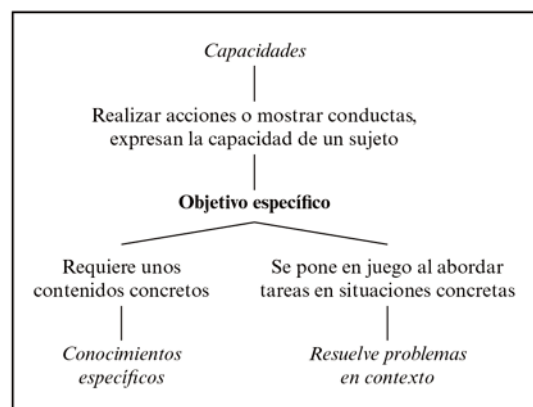 Capacidades
Realizar acciones o mostrar conductas,
expresan la capacidad de un sujeto
Objetivo específico
Requiere unos
contenidos concretos
Se pone en juego al abordar
tareas en situaciones concretas
Conocimientos
específicos
Resuelve problemas
en contexto